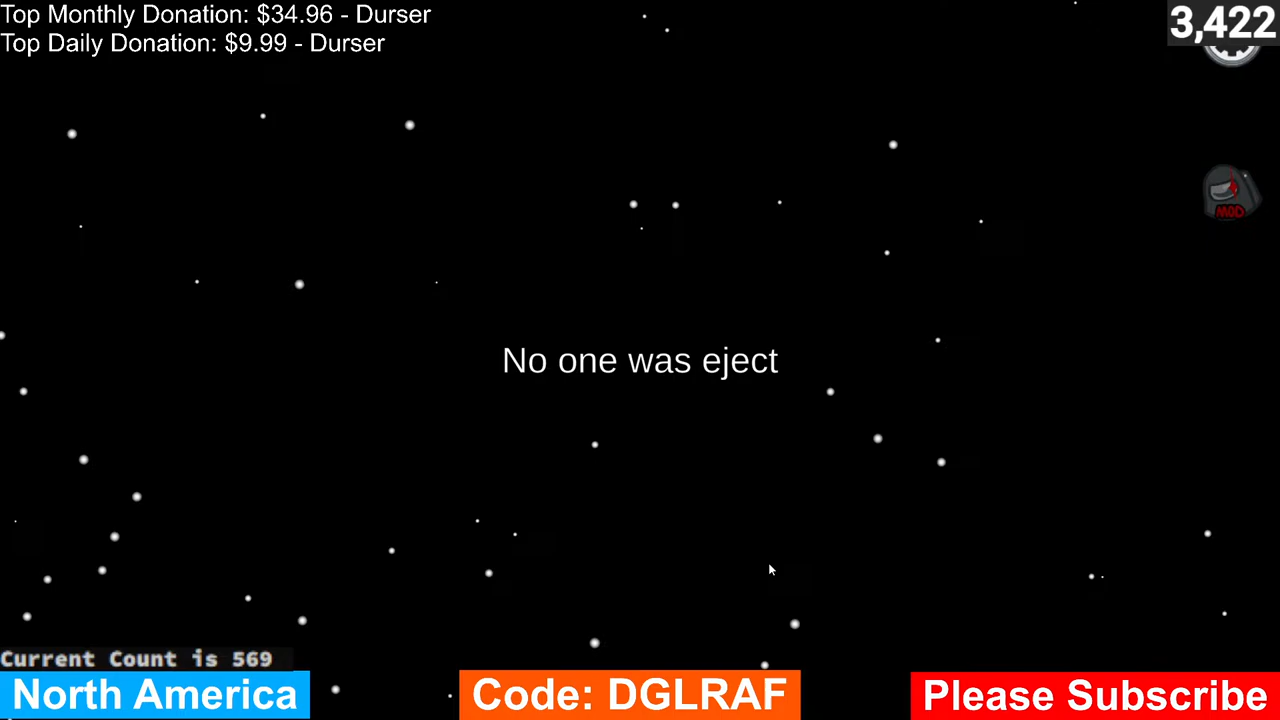 Top Monthly Donation: $34.96 - Durser
Top Daily Donation: $9.99 - Durser
3,422
MOD
No one was eject
Current Count is 569
North America
Code: DGLRAF
Please Subscribe